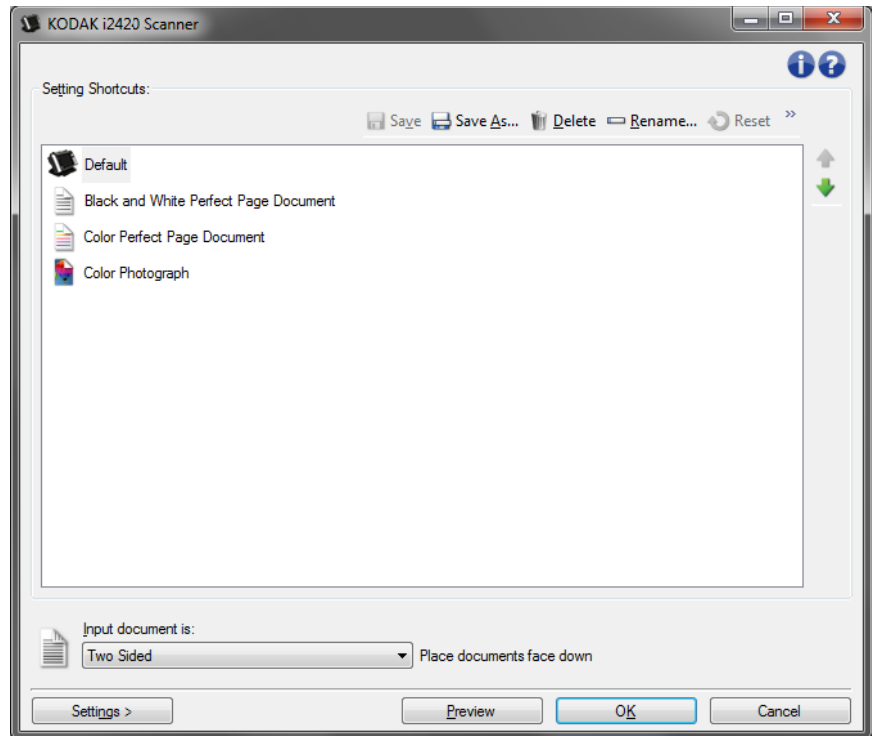 KODAK i2420 Scanner
Setting Shortcuts:
Save Save As... Delete Rename... Reset »
Default
Black and White Perfect Page Document
Color Perfect Page Document
Color Photograph
Input document is:
Two Sided Place documents face down
Settings > Preview OK Cancel